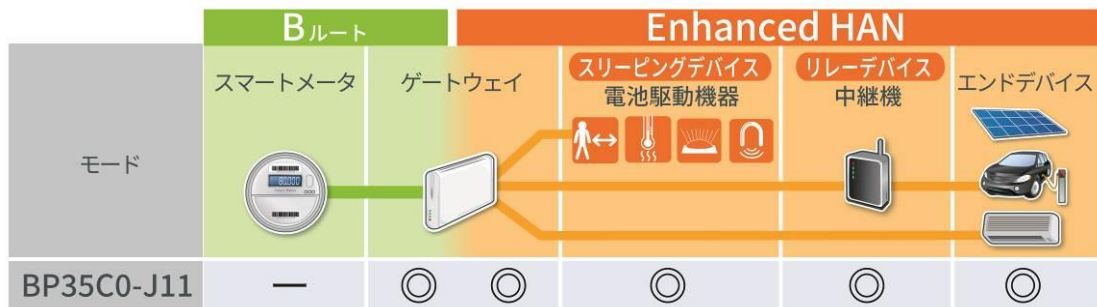 Bルート
Enhanced HAN
モード
スマートメータ
ゲートウェイ
スリーピングデバイス
電池駆動機器
リレーデバイス
中継機
エンドデバイス
BP35C0-J11
— ◎ ◎ ◎ ◎ ◎